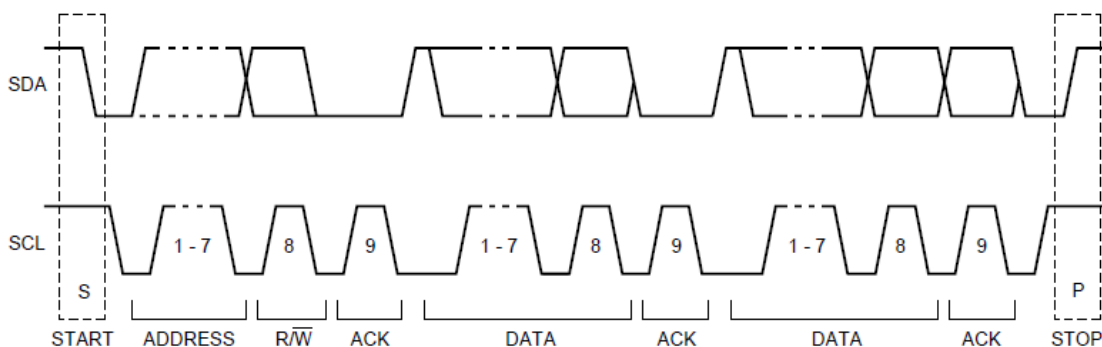 SDA
SCL
1 - 7 8 9 1 - 7 8 9 1 - 7 8 9
S P
START ADDRESS R/W̅ ACK DATA ACK DATA ACK STOP